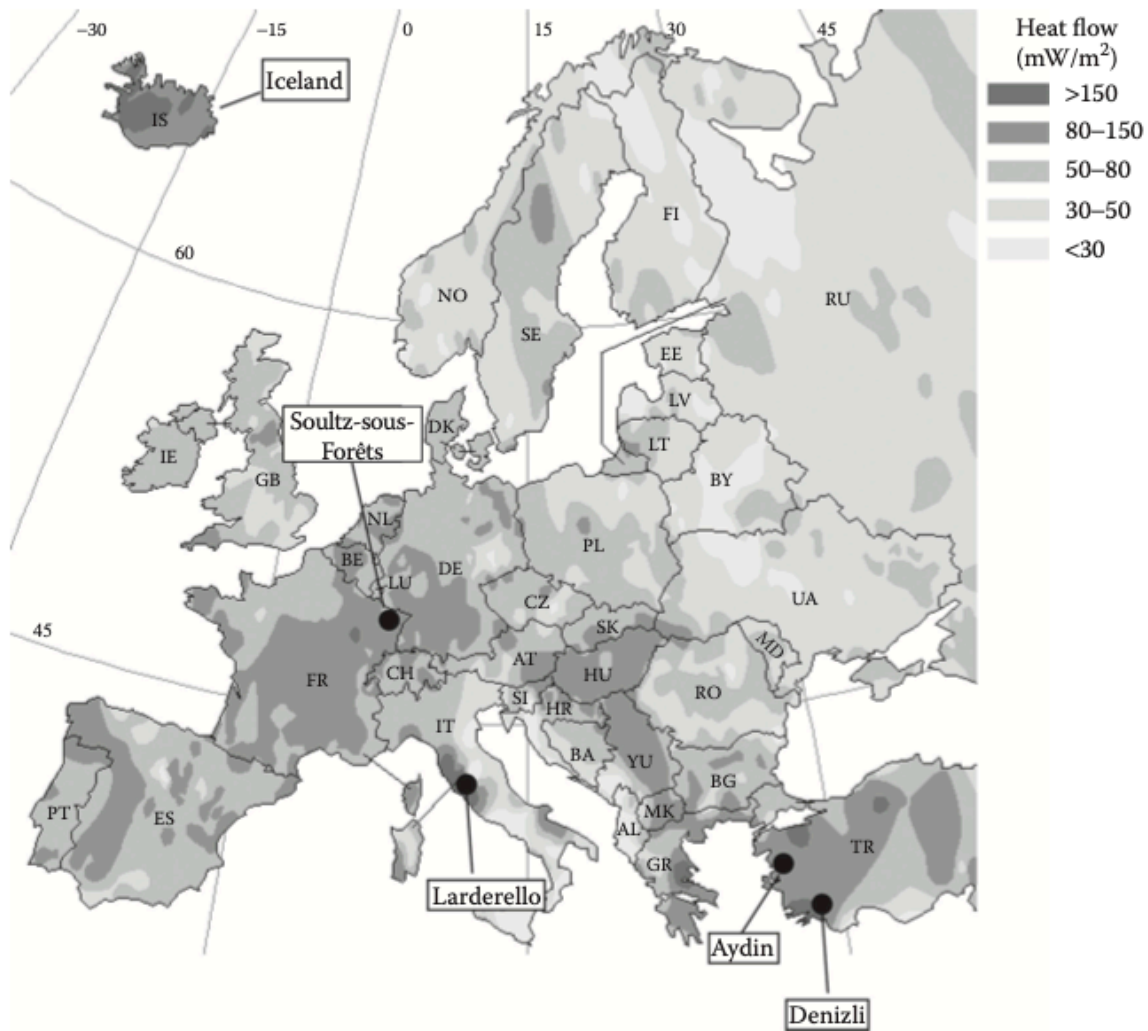 −30
−15
0
15
30
45
Heat flow
(mW/m²)
>150
80–150
50–80
30–50
<30
Iceland
IS
60
FI
NO
RU
SE
EE
LV
Soultz-sous-
Forêts
DK
LT
IE
GB
BY
NL
PL
BE
DE
LU
CZ
UA
45
SK
MD
FR
CH
AT
HU
RO
SI
HR
IT
BA
YU
BG
PT
ES
MK
AL
TR
GR
Larderello
Aydin
Denizli